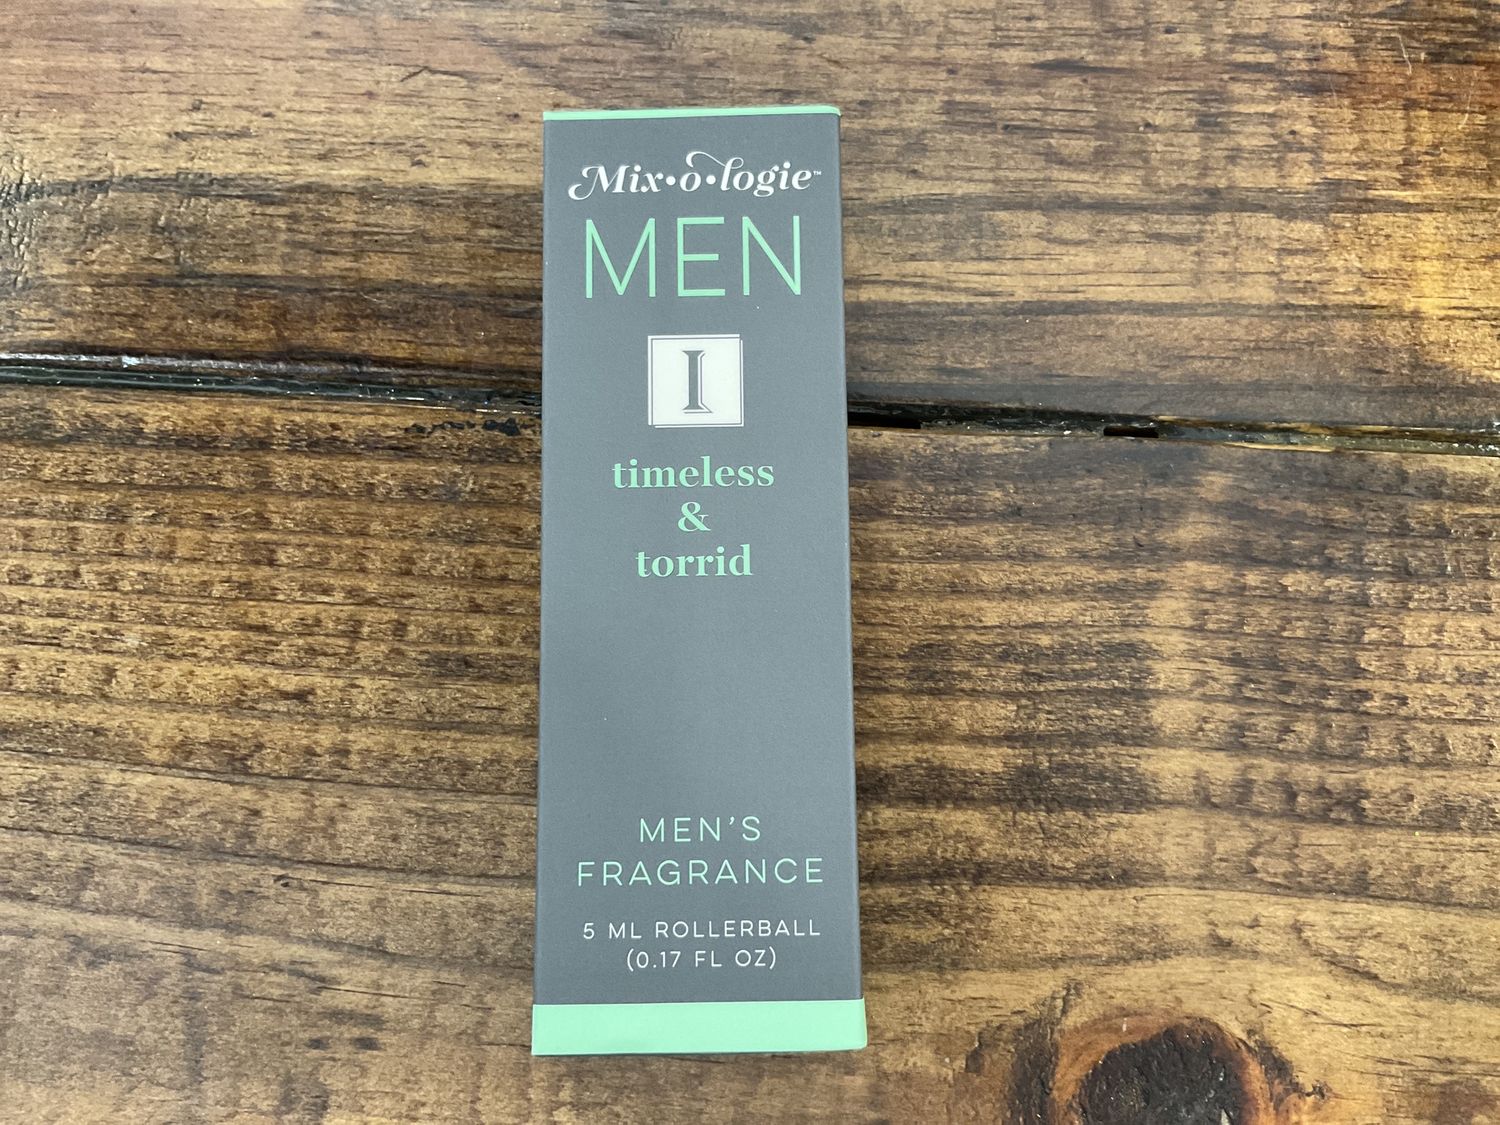 Mix•o•logie™
MEN
I
timeless
&
torrid
MEN'S
FRAGRANCE
5 ML ROLLERBALL
(0.17 FL OZ)